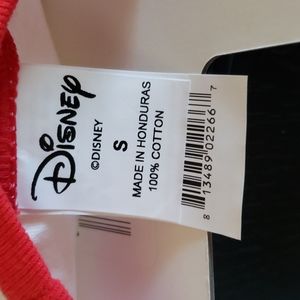 Disney
©DISNEY
S
MADE IN HONDURAS
100% COTTON
8 13489 02266 7